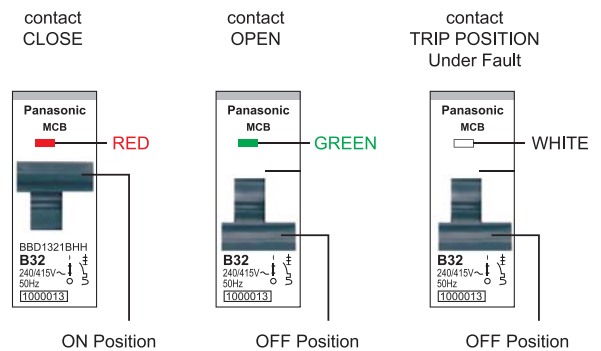 contact
CLOSE
contact
OPEN
contact
TRIP POSITION
Under Fault
Panasonic
MCB
RED
BBD1321BHH
B32
240/415V~
50Hz
1000013
ON Position
Panasonic
MCB
GREEN
B32
240/415V~
50Hz
1000013
OFF Position
Panasonic
MCB
WHITE
B32
240/415V~
50Hz
1000013
OFF Position